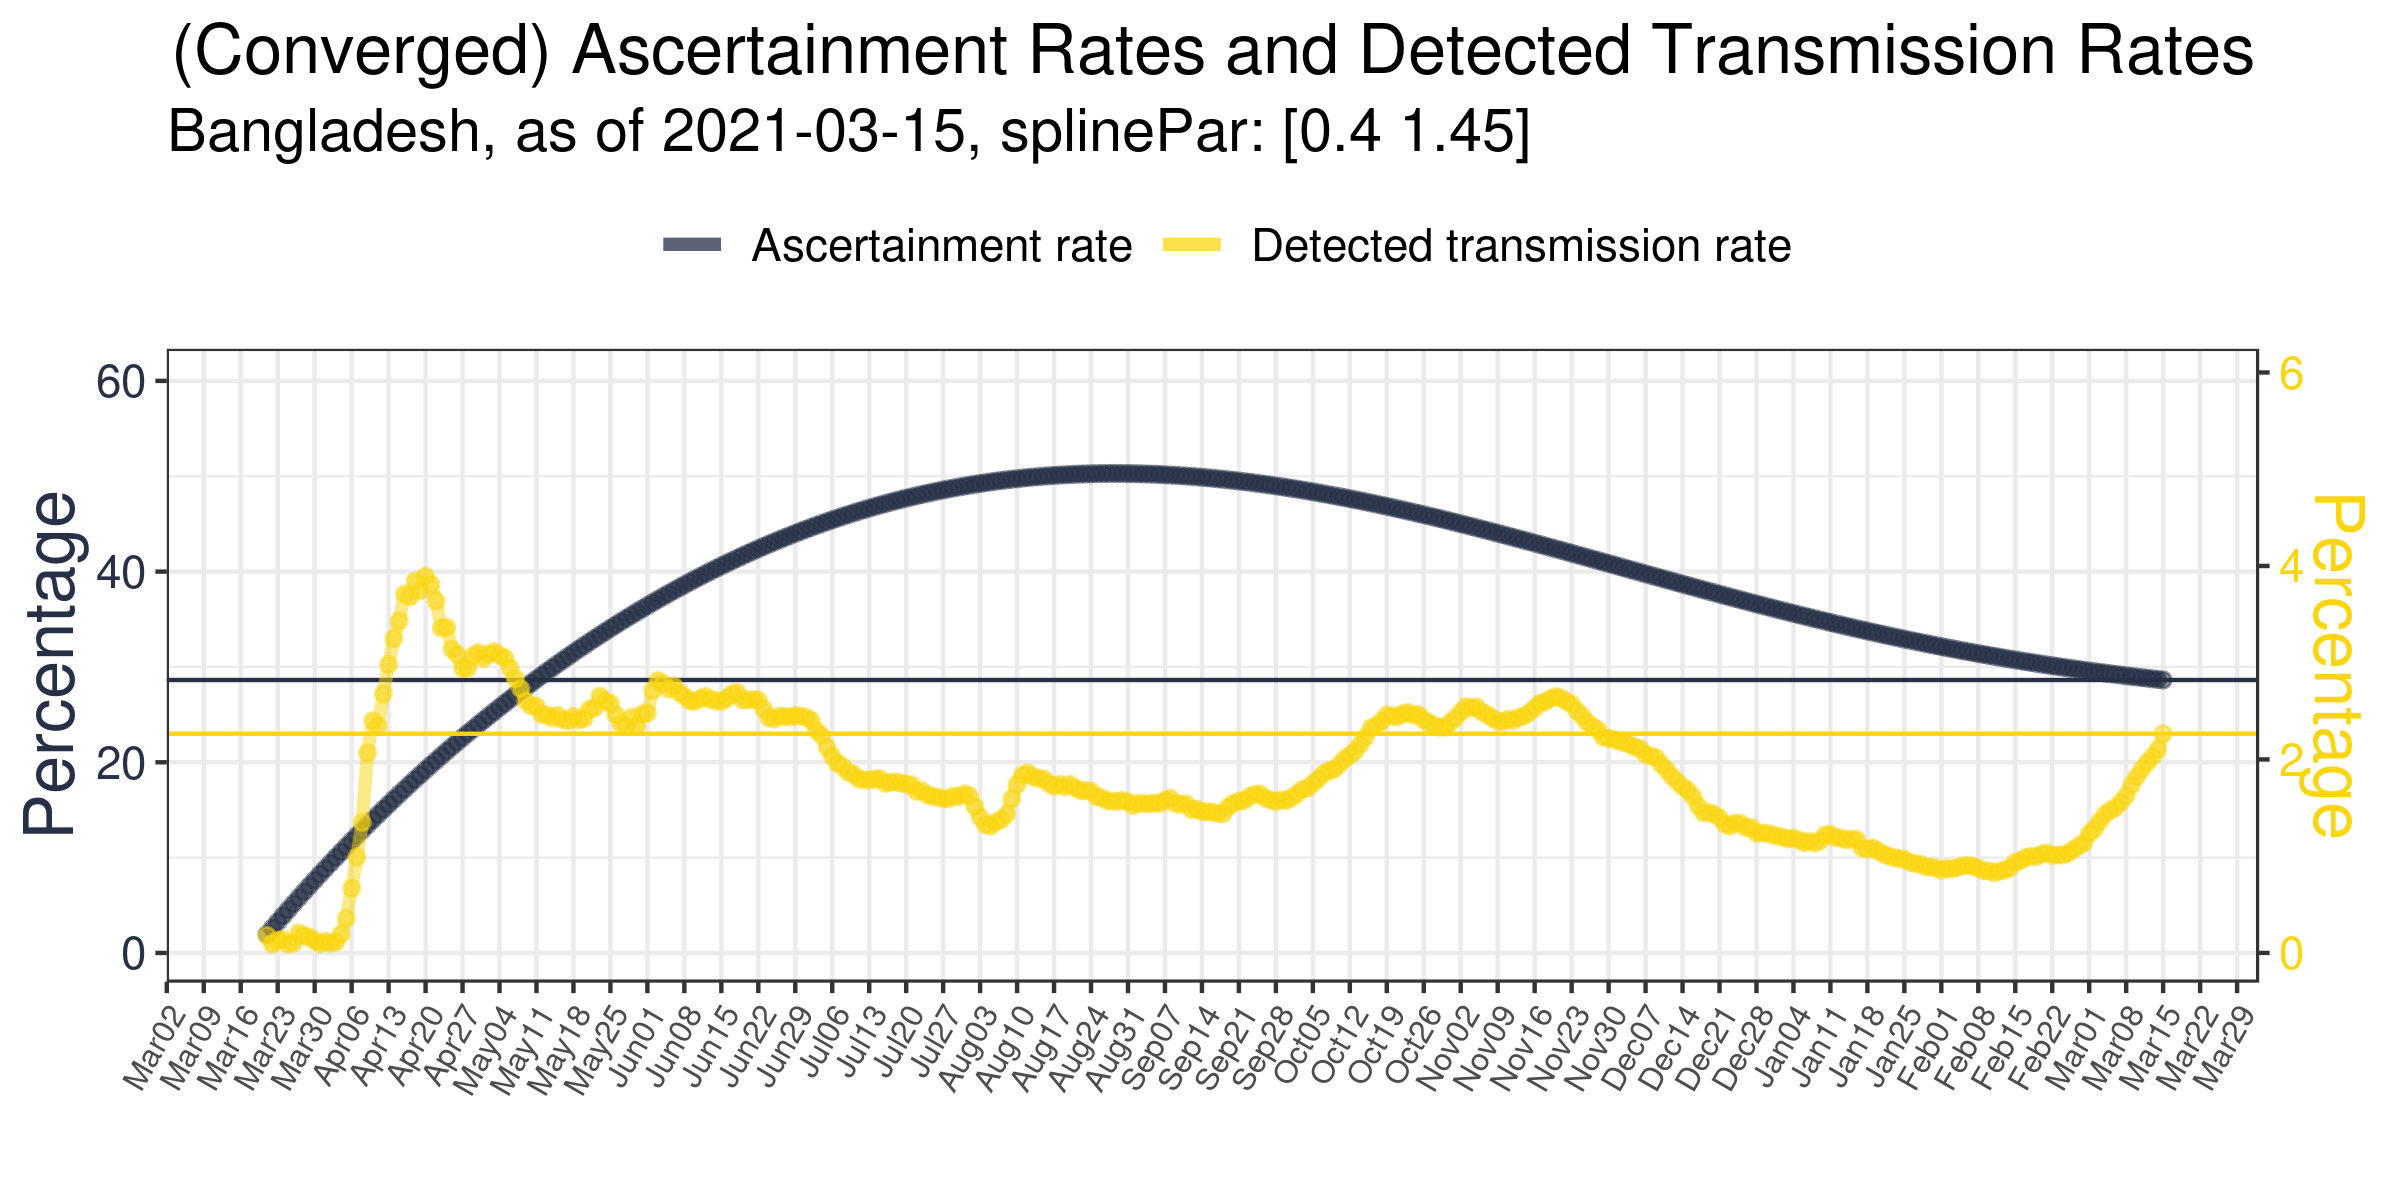 (Converged) Ascertainment Rates and Detected Transmission Rates
Bangladesh, as of 2021-03-15, splinePar: [0.4 1.45]
Ascertainment rate Detected transmission rate
Percentage
60
40
20
0
6
4
2
0
Percentage
Mar02 Mar09 Mar16 Mar23 Mar30 Apr06 Apr13 Apr20 Apr27 May04 May11 May18 May25 Jun01 Jun08 Jun15 Jun22 Jun29 Jul06 Jul13 Jul20 Jul27 Aug03 Aug10 Aug17 Aug24 Aug31 Sep07 Sep14 Sep21 Sep28 Oct05 Oct12 Oct19 Oct26 Nov02 Nov09 Nov16 Nov23 Nov30 Dec07 Dec14 Dec21 Dec28 Jan04 Jan11 Jan18 Jan25 Feb01 Feb08 Feb15 Feb22 Mar01 Mar08 Mar15 Mar22 Mar29